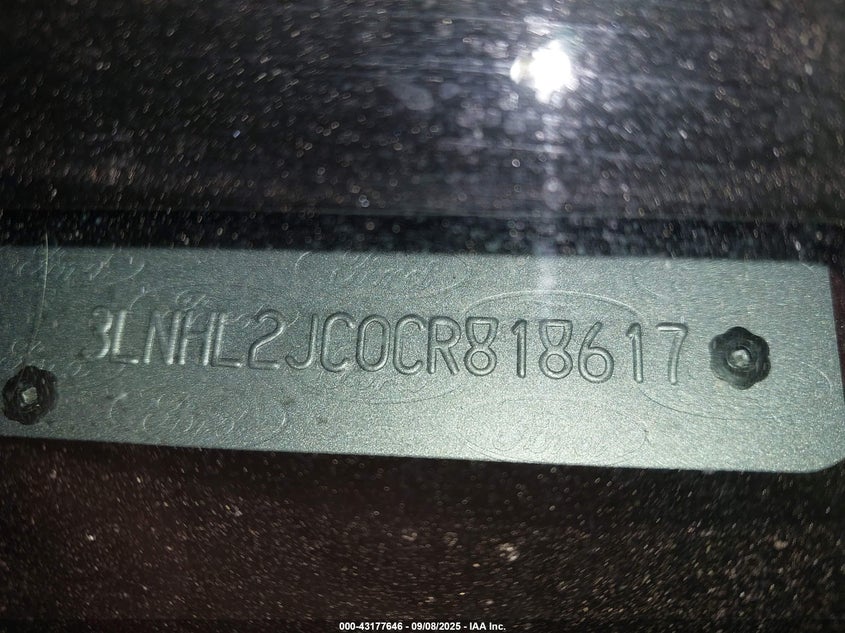 3LNHL2JC0CR818617
000-43177646 - 09/08/2025 - IAA Inc.